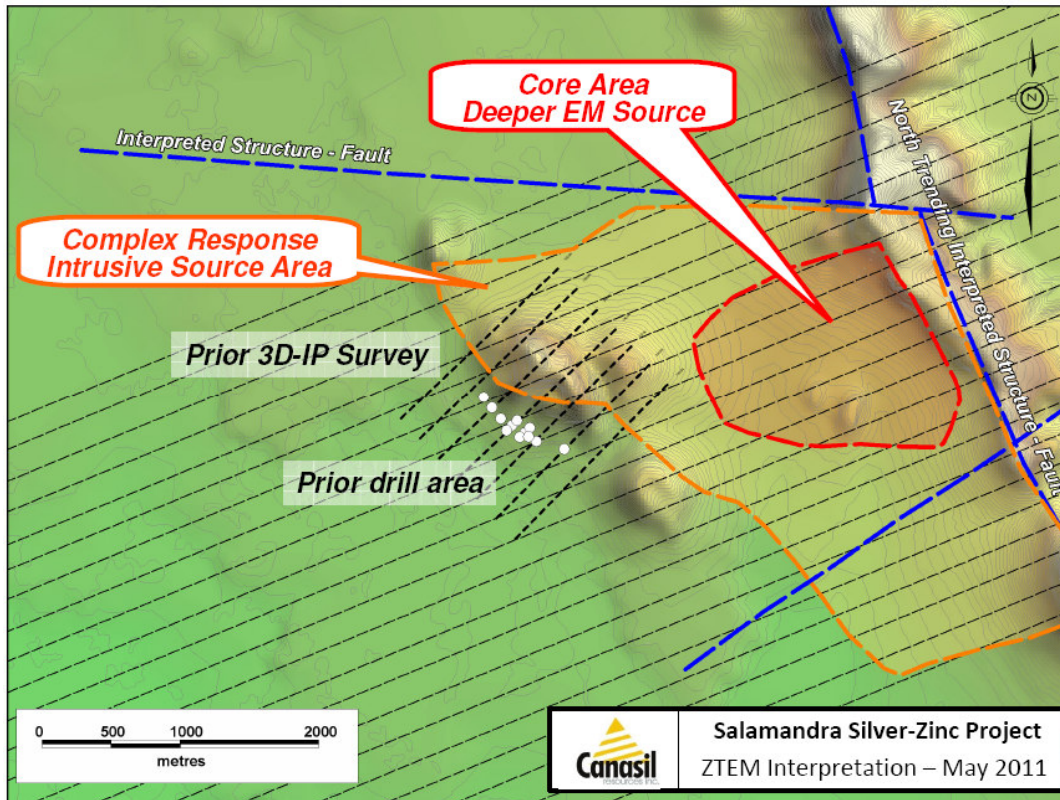 Core Area
Deeper EM Source
Interpreted Structure - Fault
North Trending Interpreted Structure - Fault
Z
Complex Response
Intrusive Source Area
Prior 3D-IP Survey
Prior drill area
0 500 1000 2000
metres
Canasil
resources inc.
Salamandra Silver-Zinc Project
ZTEM Interpretation – May 2011